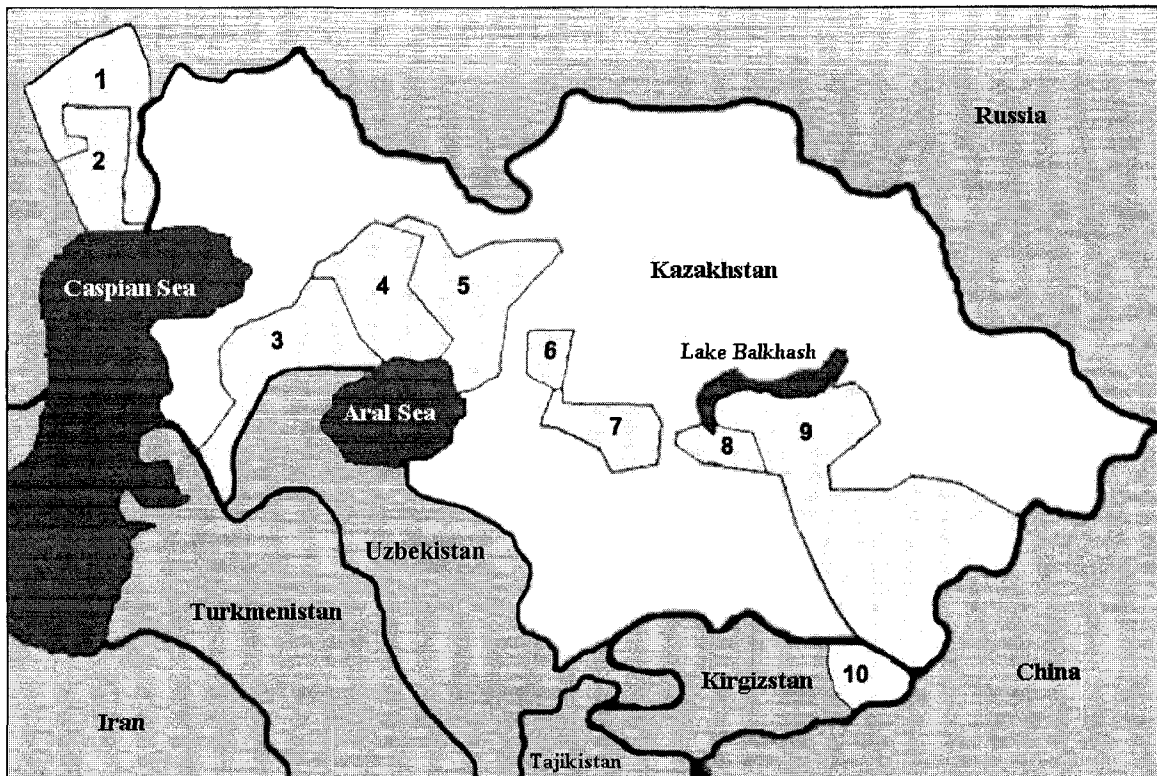 1
Russia
2
Kazakhstan
Caspian Sea
4
5
3
6
Lake Balkhash
Aral Sea
7
8
9
Uzbekistan
Turkmenistan
Kirgizstan
10
China
Iran
Tajikistan